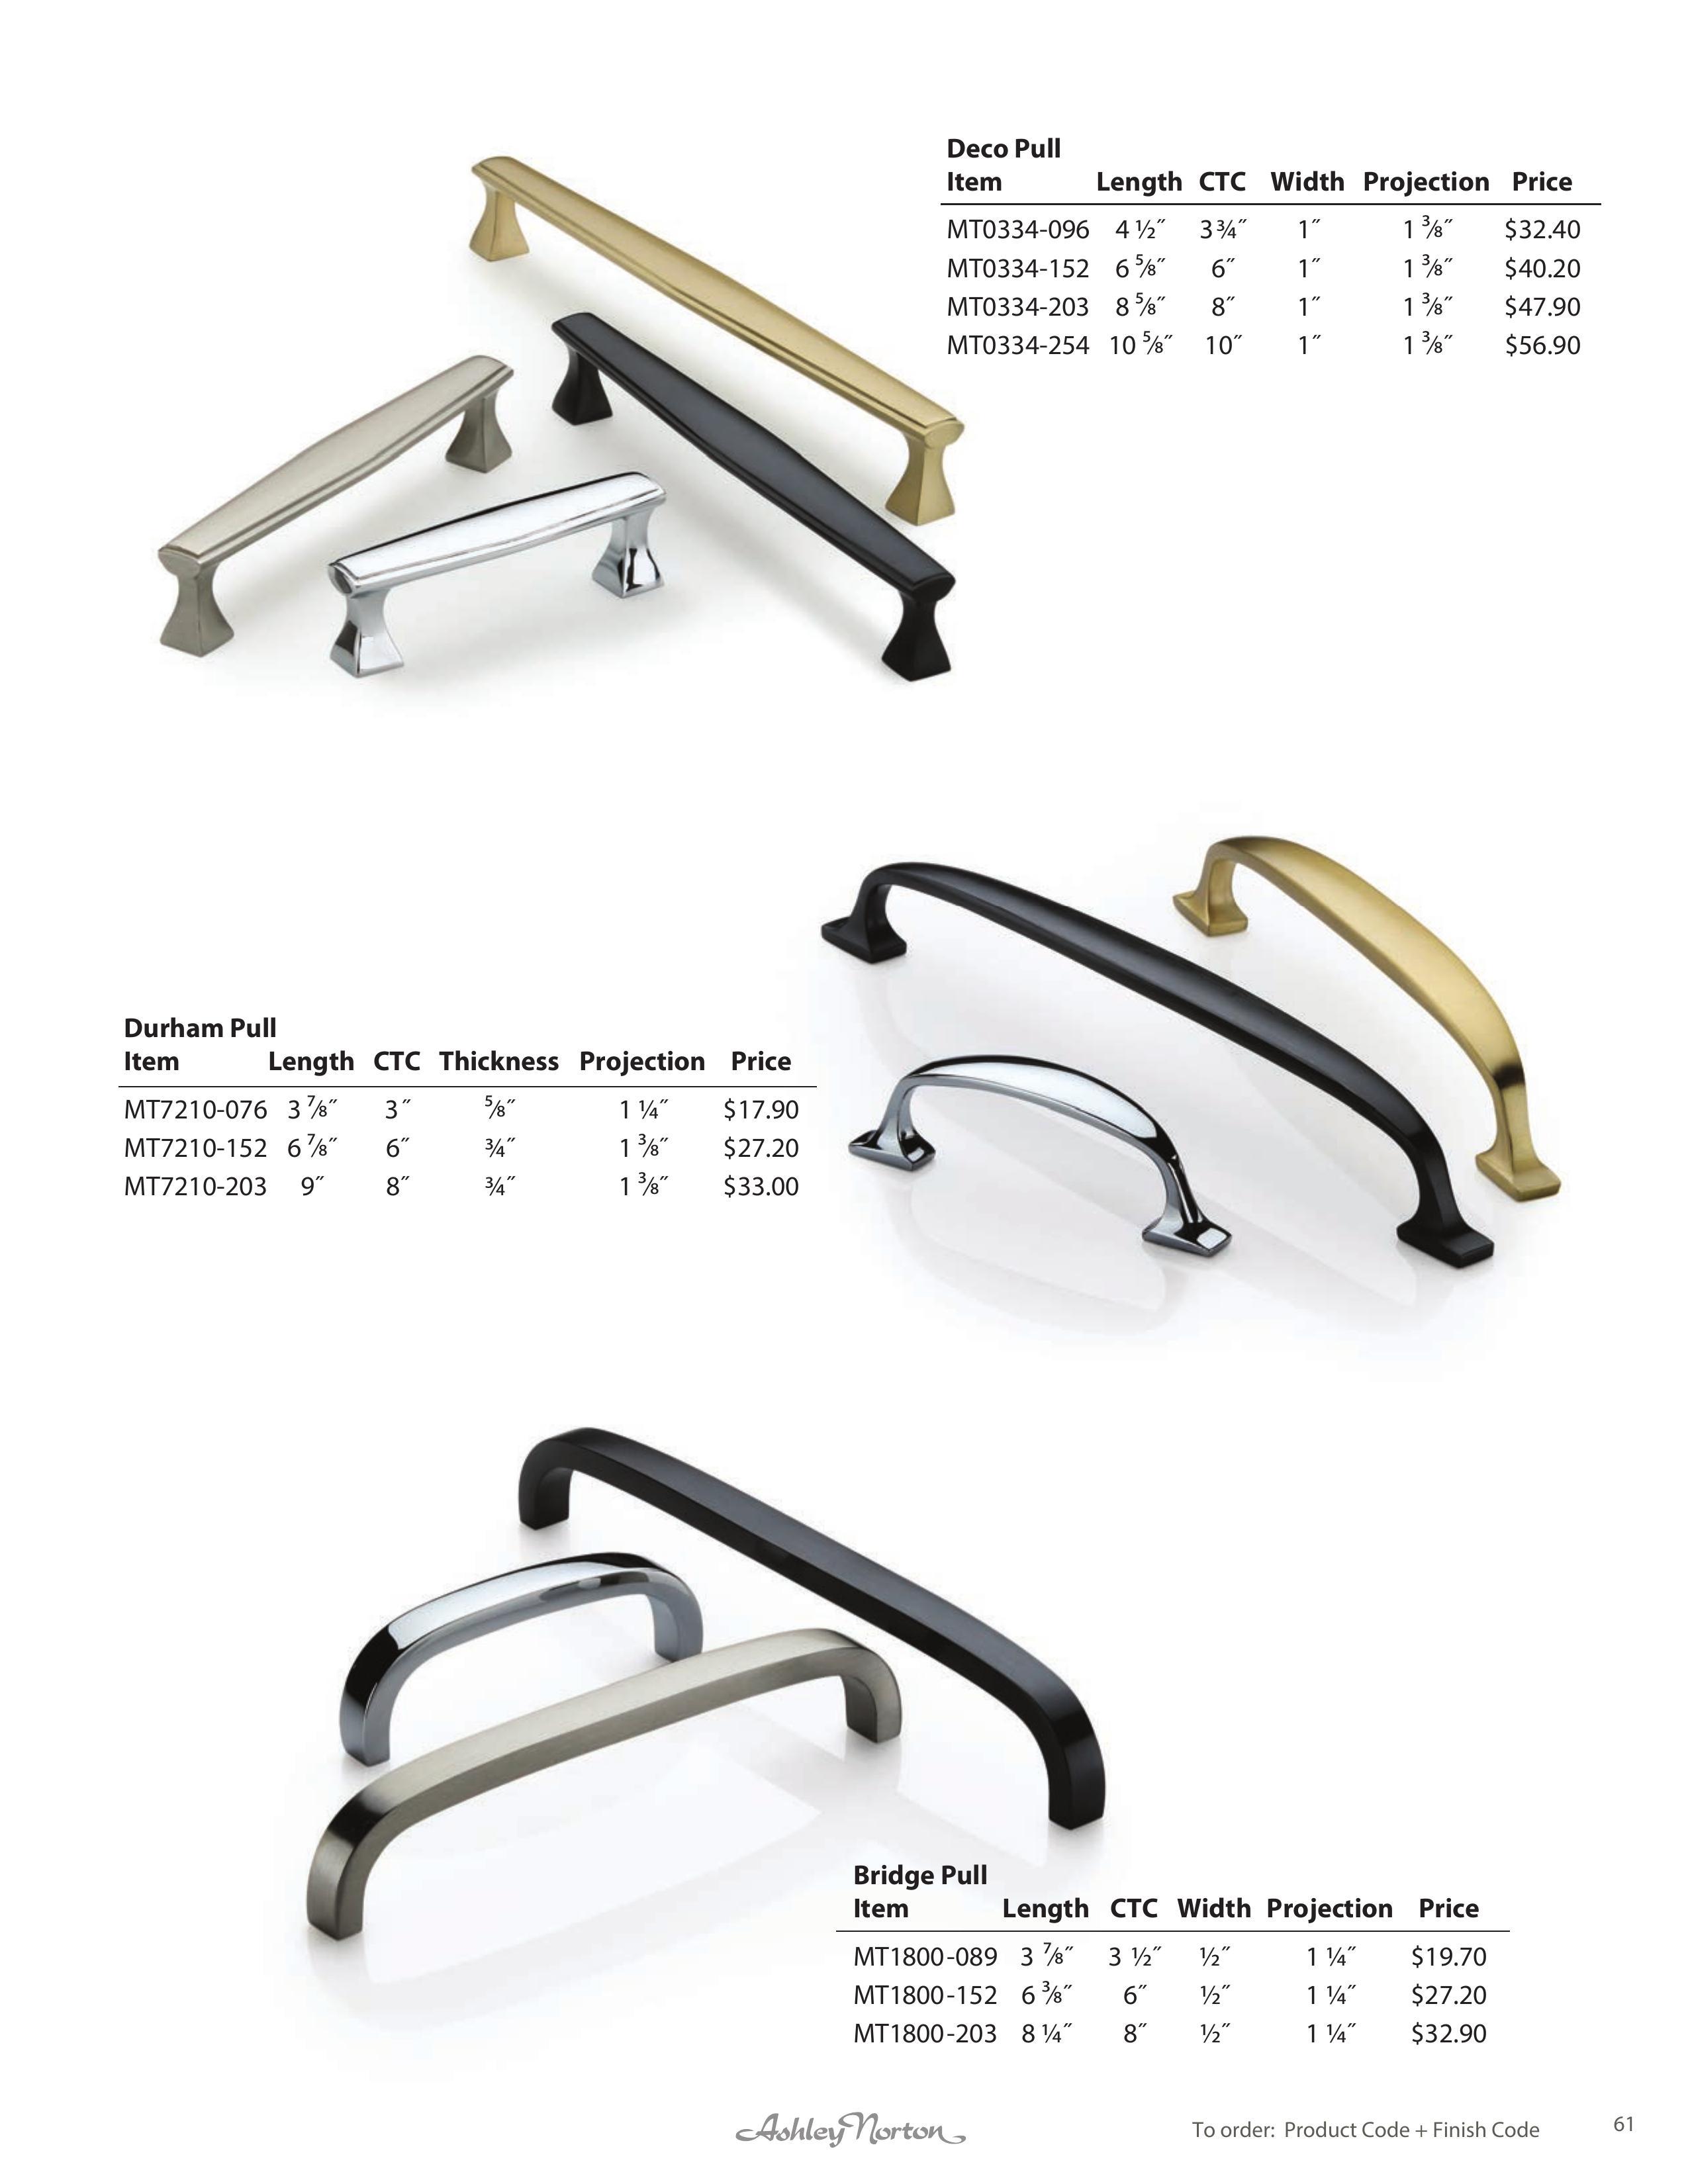 Deco Pull
Item Length CTC Width Projection Price
MT0334-096 4 ½″ 3 ¾″ 1″ 1 ⅜″ $32.40
MT0334-152 6 ⅝″ 6″ 1″ 1 ⅜″ $40.20
MT0334-203 8 ⅝″ 8″ 1″ 1 ⅜″ $47.90
MT0334-254 10 ⅝″ 10″ 1″ 1 ⅜″ $56.90
Durham Pull
Item Length CTC Thickness Projection Price
MT7210-076 3 ⅞″ 3″ ⅝″ 1 ¼″ $17.90
MT7210-152 6 ⅞″ 6″ ¾″ 1 ⅜″ $27.20
MT7210-203 9″ 8″ ¾″ 1 ⅜″ $33.00
Bridge Pull
Item Length CTC Width Projection Price
MT1800-089 3 ⅞″ 3 ½″ ½″ 1 ¼″ $19.70
MT1800-152 6 ⅜″ 6″ ½″ 1 ¼″ $27.20
MT1800-203 8 ¼″ 8″ ½″ 1 ¼″ $32.90
Ashley Norton
To order: Product Code + Finish Code
61